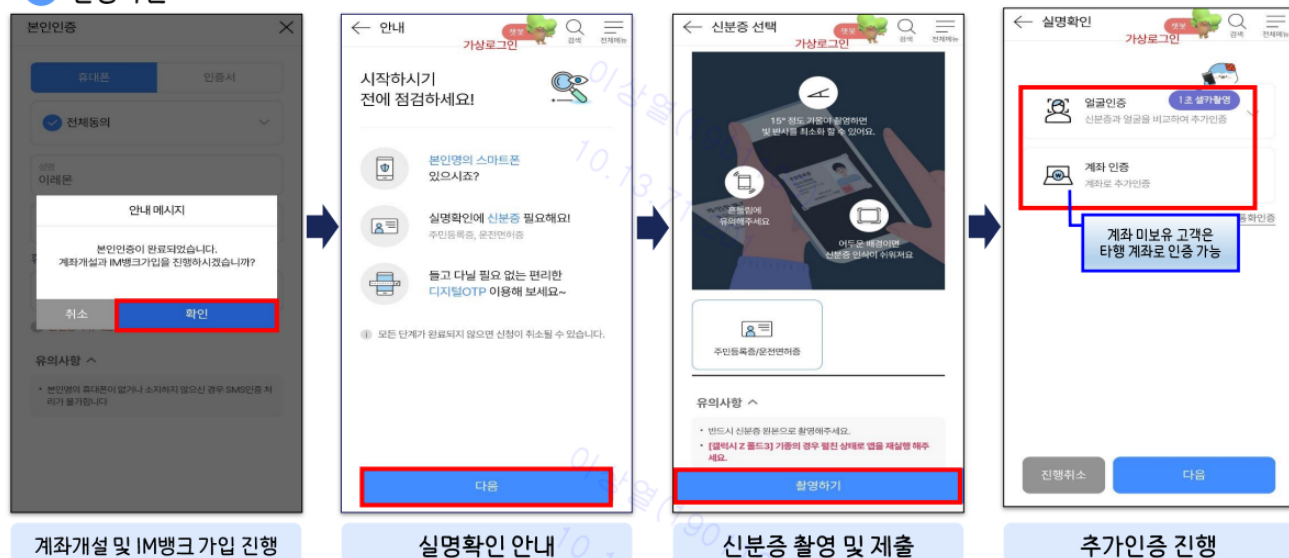 본인인증
휴대폰
인증서
전체동의
성명
이레몬
안내 메시지
본인인증이 완료되었습니다.
계좌개설과 IM뱅크가입을 진행하시겠습니까?
취소
확인
유의사항
• 본인명의 휴대폰이 없거나 소지하지 않으신 경우 SMS인증 처
리가 불가합니다
계좌개설 및 IM뱅크 가입 진행
안내
챗봇
가상로그인
검색
전체메뉴
시작하시기
전에 점검하세요!
본인명의 스마트폰
있으시죠?
실명확인에 신분증 필요해요!
주민등록증, 운전면허증
들고 다닐 필요 없는 편리한
디지털OTP 이용해 보세요~
모든 단계가 완료되지 않으면 신청이 취소될 수 있습니다.
다음
실명확인 안내
신분증 선택
챗봇
가상로그인
검색
전체메뉴
15° 정도 기울여 촬영하면
빛 반사를 최소화 할 수 있어요.
흔들림에
유의해주세요
어두운 배경이면
신분증 인식이 쉬워져요
주민등록증/운전면허증
유의사항
• 반드시 신분증 원본으로 촬영해주세요.
• [갤럭시 Z 폴드3] 기종의 경우 펼친 상태로 앱을 재실행 해주
세요.
촬영하기
신분증 촬영 및 제출
실명확인
챗봇
가상로그인
검색
전체메뉴
얼굴인증
1초 셀카촬영
신분증과 얼굴을 비교하여 추가인증
계좌 인증
계좌로 추가인증
계좌 미보유 고객은
타행 계좌로 인증 가능
진행취소
다음
추가인증 진행